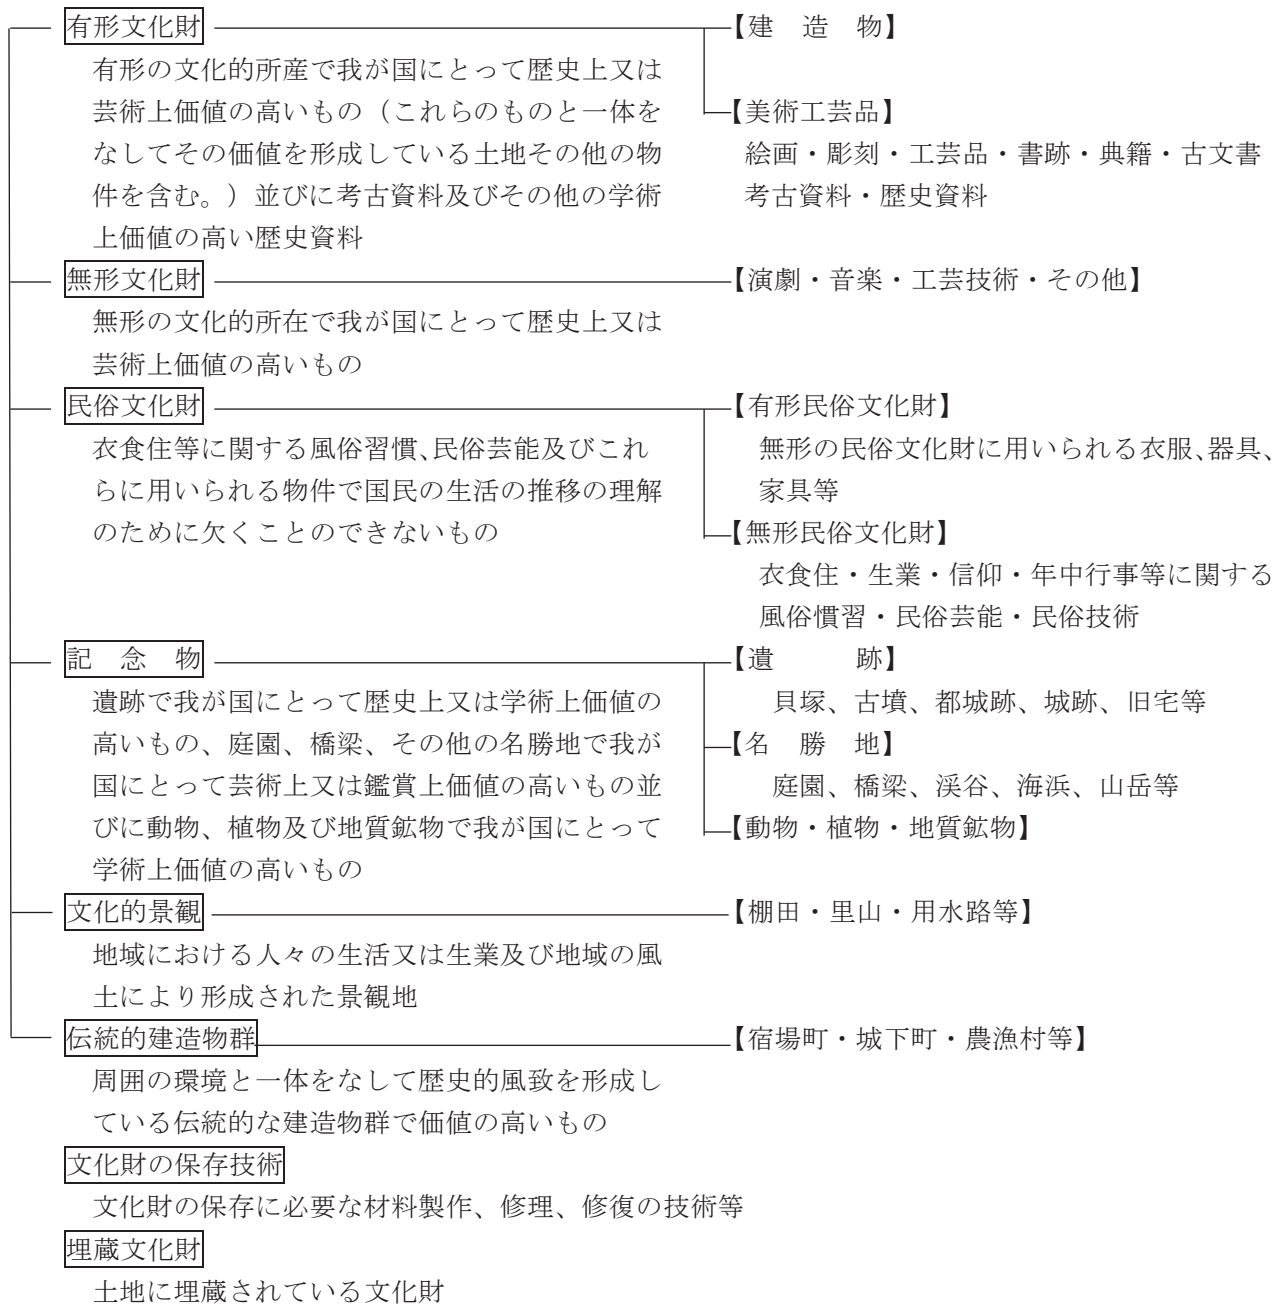 有形文化財 【建　造　物】
有形の文化的所産で我が国にとって歴史上又は
芸術上価値の高いもの（これらのものと一体を 【美術工芸品】
なしてその価値を形成している土地その他の物 絵画・彫刻・工芸品・書跡・典籍・古文書
件を含む。）並びに考古資料及びその他の学術 考古資料・歴史資料
上価値の高い歴史資料
無形文化財 【演劇・音楽・工芸技術・その他】
無形の文化的所在で我が国にとって歴史上又は
芸術上価値の高いもの
民俗文化財 【有形民俗文化財】
衣食住等に関する風俗習慣、民俗芸能及びこれ 無形の民俗文化財に用いられる衣服、器具、
らに用いられる物件で国民の生活の推移の理解 家具等
のために欠くことのできないもの 【無形民俗文化財】
衣食住・生業・信仰・年中行事等に関する
風俗慣習・民俗芸能・民俗技術
記　念　物 【遺　　　跡】
遺跡で我が国にとって歴史上又は学術上価値の 貝塚、古墳、都城跡、城跡、旧宅等
高いもの、庭園、橋梁、その他の名勝地で我が 【名　勝　地】
国にとって芸術上又は鑑賞上価値の高いもの並 庭園、橋梁、渓谷、海浜、山岳等
びに動物、植物及び地質鉱物で我が国にとって 【動物・植物・地質鉱物】
学術上価値の高いもの
文化的景観 【棚田・里山・用水路等】
地域における人々の生活又は生業及び地域の風
土により形成された景観地
伝統的建造物群 【宿場町・城下町・農漁村等】
周囲の環境と一体をなして歴史的風致を形成し
ている伝統的な建造物群で価値の高いもの
文化財の保存技術
文化財の保存に必要な材料製作、修理、修復の技術等
埋蔵文化財
土地に埋蔵されている文化財